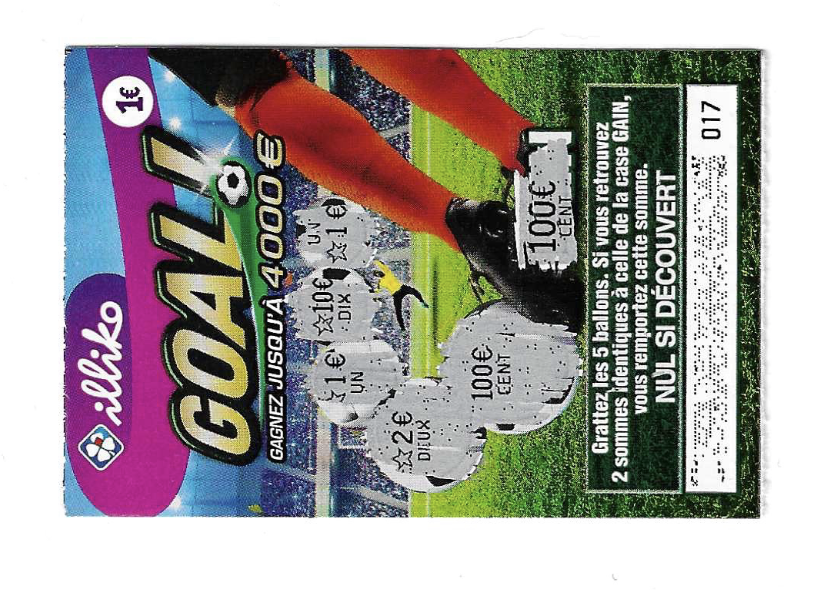 illiko
1€
GOAL!
GAGNEZ JUSQU'À 4 000 €
UN
☆1€
☆10€
DIX
☆1€
UN
☆2€
DEUX
100€
CENT
100€
CENT
Grattez les 5 ballons. Si vous retrouvez
2 sommes identiques à celle de la case GAIN,
vous remportez cette somme.
NUL SI DÉCOUVERT
017